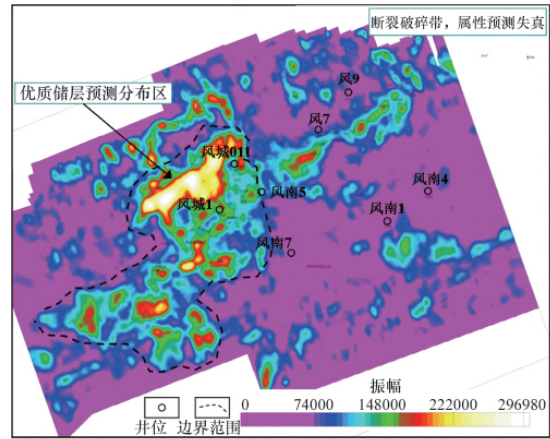 断裂破碎带，属性预测失真
优质储层预测分布区
风9
风7
风城011
风南5
风南4
风城1
风南1
风南7
振幅
0 74000 148000 222000 296980
井位 边界范围